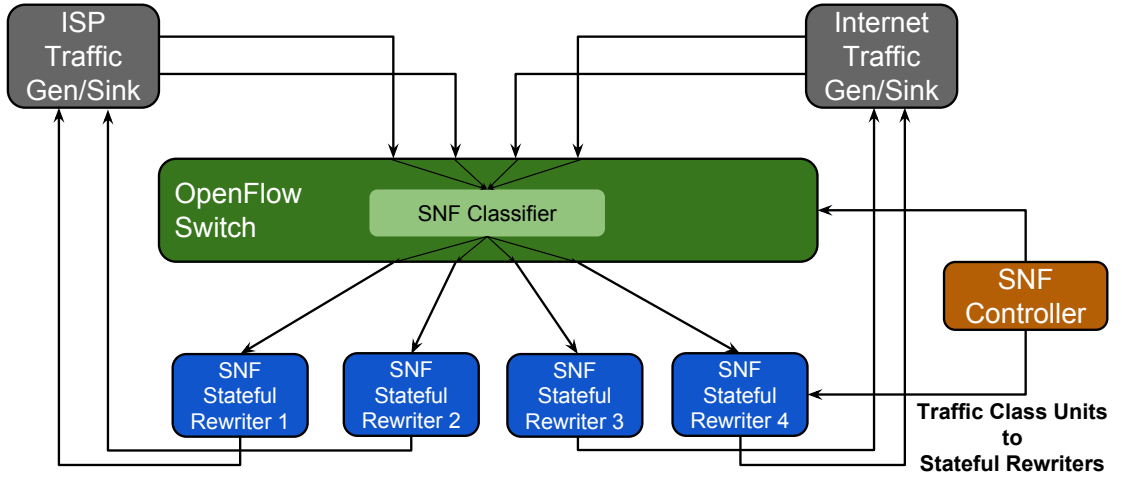 ISP
Traffic
Gen/Sink
Internet
Traffic
Gen/Sink
OpenFlow
Switch
SNF Classifier
SNF
Controller
SNF
Stateful
Rewriter 1
SNF
Stateful
Rewriter 2
SNF
Stateful
Rewriter 3
SNF
Stateful
Rewriter 4
Traffic Class Units
to
Stateful Rewriters